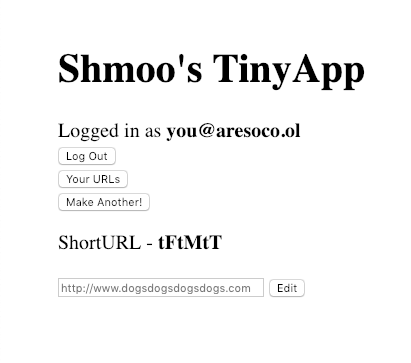 Shmoo's TinyApp
Logged in as you@aresoco.ol
Log Out
Your URLs
Make Another!
ShortURL - tFtMtT
http://www.dogsdogsdogsdogs.com Edit